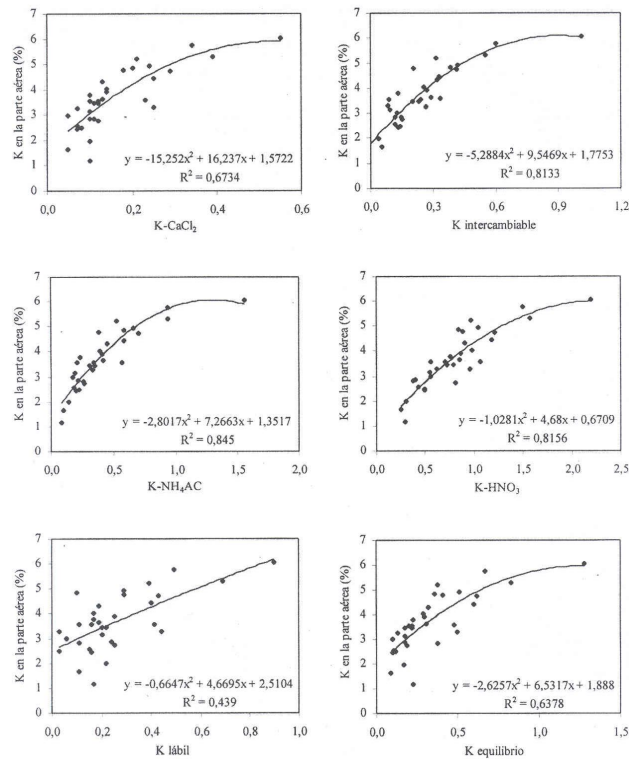 K en la parte aérea (%)
7
6
5
4
3
2
1
0
y = -15,252x² + 16,237x + 1,5722
R² = 0,6734
0,0 0,2 0,4 0,6
K-CaCl₂
K en la parte aérea (%)
7
6
5
4
3
2
1
0
y = -5,2884x² + 9,5469x + 1,7753
R² = 0,8133
0,0 0,3 0,6 0,9 1,2
K intercambiable
K en la parte aérea (%)
7
6
5
4
3
2
1
0
y = -2,8017x² + 7,2663x + 1,3517
R² = 0,845
0,0 0,5 1,0 1,5 2,0
K-NH₄AC
K en la parte aérea (%)
7
6
5
4
3
2
1
0
y = -1,0281x² + 4,68x + 0,6709
R² = 0,8156
0,0 0,5 1,0 1,5 2,0 2,5
K-HNO₃
K en la parte aérea (%)
7
6
5
4
3
2
1
0
y = -0,6647x² + 4,6695x + 2,5104
R² = 0,439
0,0 0,2 0,4 0,6 0,8 1,0
K lábil
K en la parte aérea (%)
7
6
5
4
3
2
1
0
y = -2,6257x² + 6,5317x + 1,888
R² = 0,6378
0,0 0,5 1,0 1,5
K equilíbrio